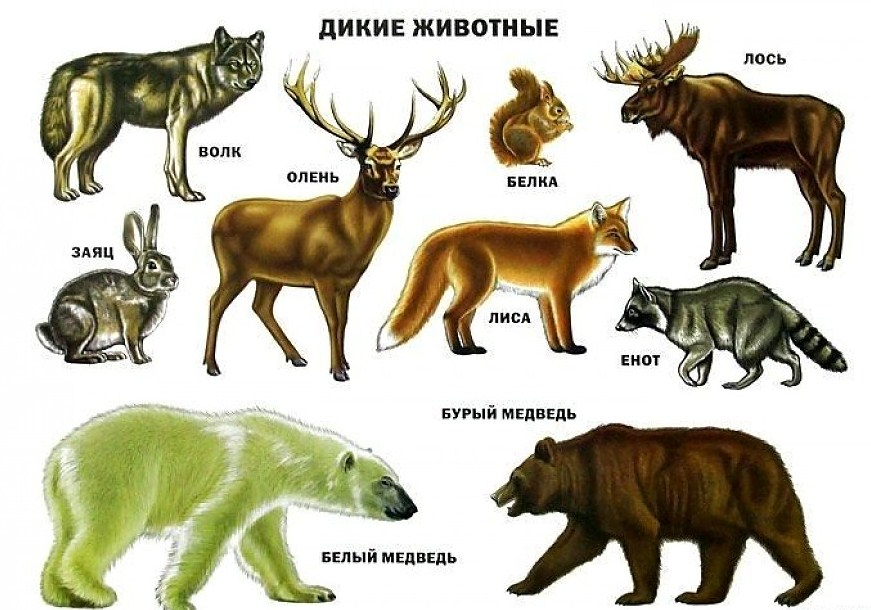 ДИКИЕ ЖИВОТНЫЕ
ЛОСЬ
ВОЛК
ОЛЕНЬ
БЕЛКА
ЗАЯЦ
ЛИСА
ЕНОТ
БУРЫЙ МЕДВЕДЬ
БЕЛЫЙ МЕДВЕДЬ